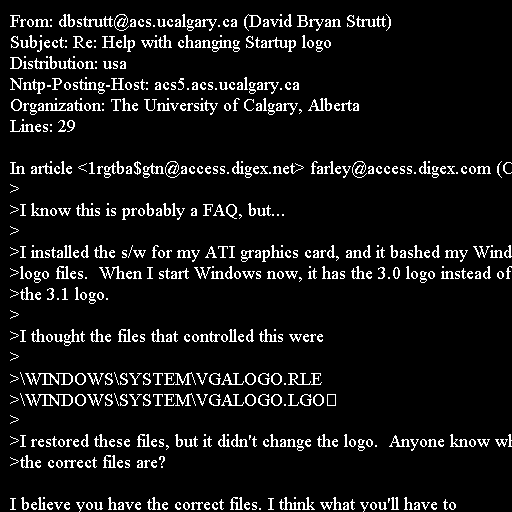 From: dbstrutt@acs.ucalgary.ca (David Bryan Strutt)
Subject: Re: Help with changing Startup logo
Distribution: usa
Nntp-Posting-Host: acs5.acs.ucalgary.ca
Organization: The University of Calgary, Alberta
Lines: 29

In article <1rgtba$gtn@access.digex.net> farley@access.digex.com (C
>
>I know this is probably a FAQ, but...
>
>I installed the s/w for my ATI graphics card, and it bashed my Wind
>logo files.  When I start Windows now, it has the 3.0 logo instead of
>the 3.1 logo.
>
>I thought the files that controlled this were
>
>\WINDOWS\SYSTEM\VGALOGO.RLE
>\WINDOWS\SYSTEM\VGALOGO.LGO
>
>I restored these files, but it didn't change the logo.  Anyone know wh
>the correct files are?

I believe you have the correct files. I think what you'll have to